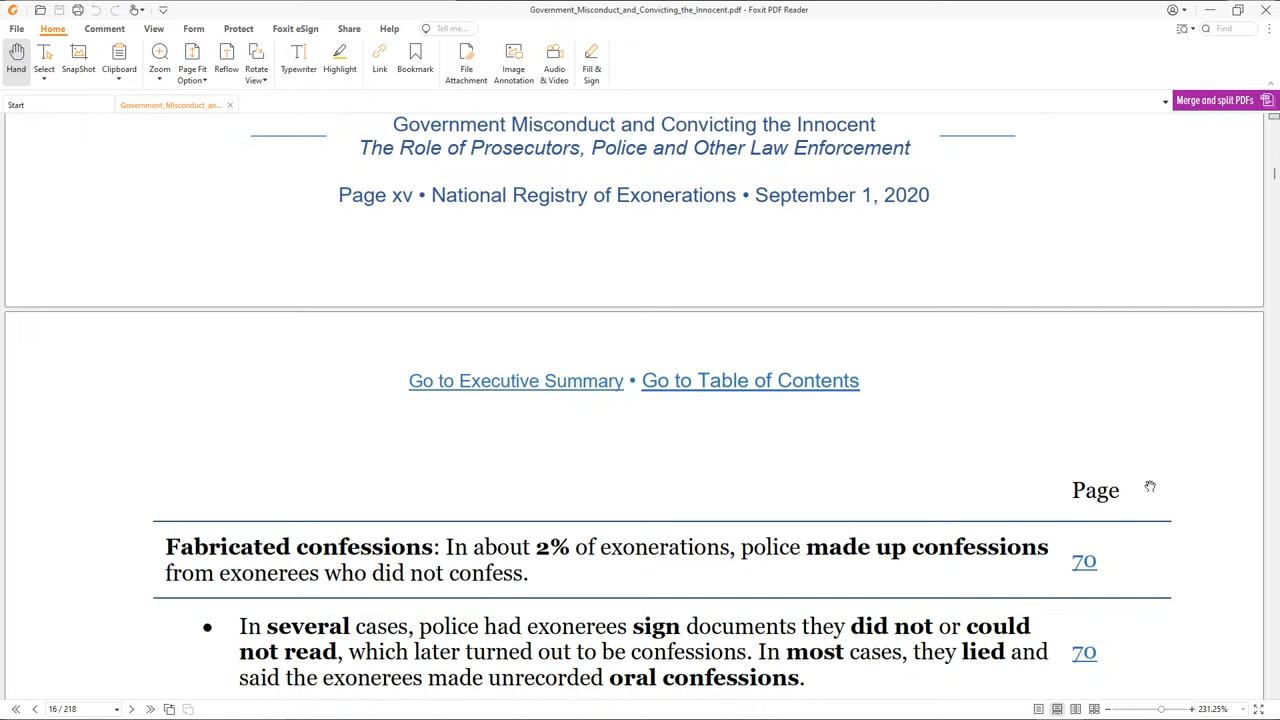 Government_Misconduct_and_Convicting_the_Innocent.pdf - Foxit PDF Reader
File Home Comment View Form Protect Foxit eSign Share Help Tell me... Find
Hand Select SnapShot Clipboard Zoom Page Fit Option Reflow Rotate View Typewriter Highlight Link Bookmark File Attachment Image Annotation Audio & Video Fill & Sign
Start Government_Misconduct_an... Merge and split PDFs
Government Misconduct and Convicting the Innocent
The Role of Prosecutors, Police and Other Law Enforcement
Page xv • National Registry of Exonerations • September 1, 2020
Go to Executive Summary • Go to Table of Contents
Page
Fabricated confessions: In about 2% of exonerations, police made up confessions
from exonerees who did not confess. 70
• In several cases, police had exonerees sign documents they did not or could
not read, which later turned out to be confessions. In most cases, they lied and 70
said the exonerees made unrecorded oral confessions.
16 / 218 231.25%